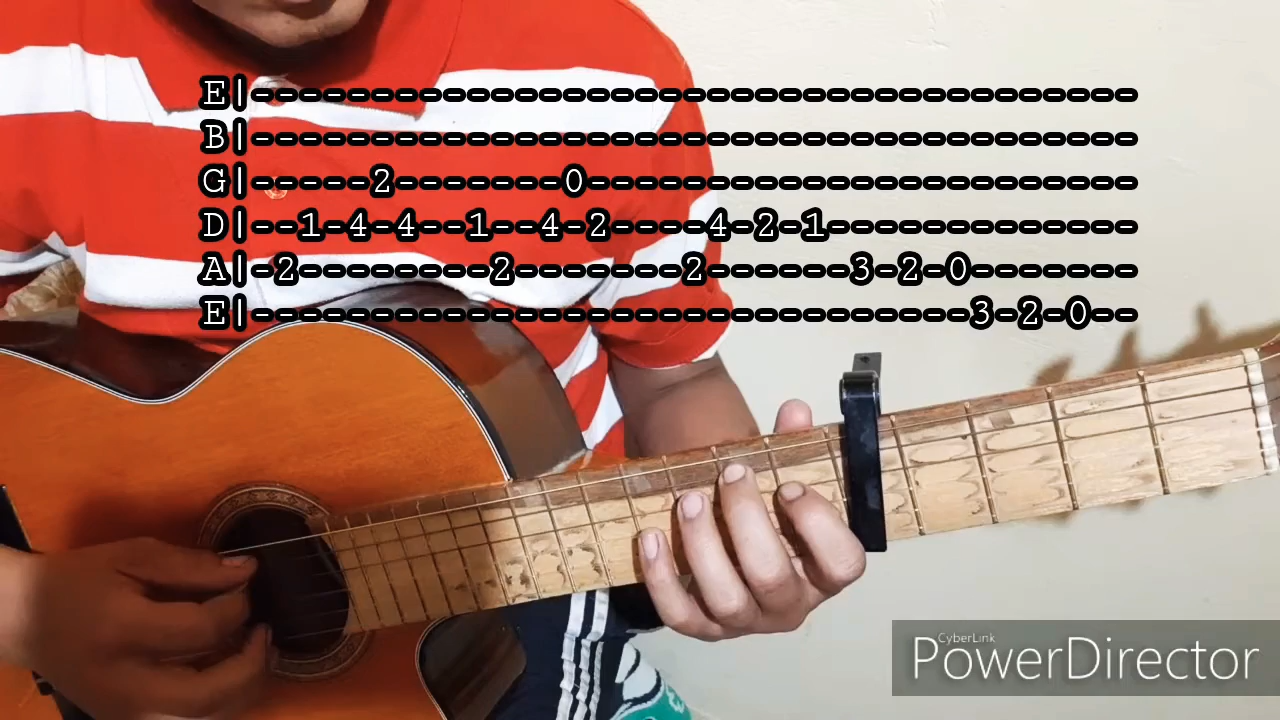 E|-------------------------------------
B|-------------------------------------
G|-----2-------0-----------------------
D|--1-4-4--1--4-2----4-2-1-------------
A|-2--------2-------2------3-2-0-------
E|------------------------------3-2-0--
CyberLink
PowerDirector